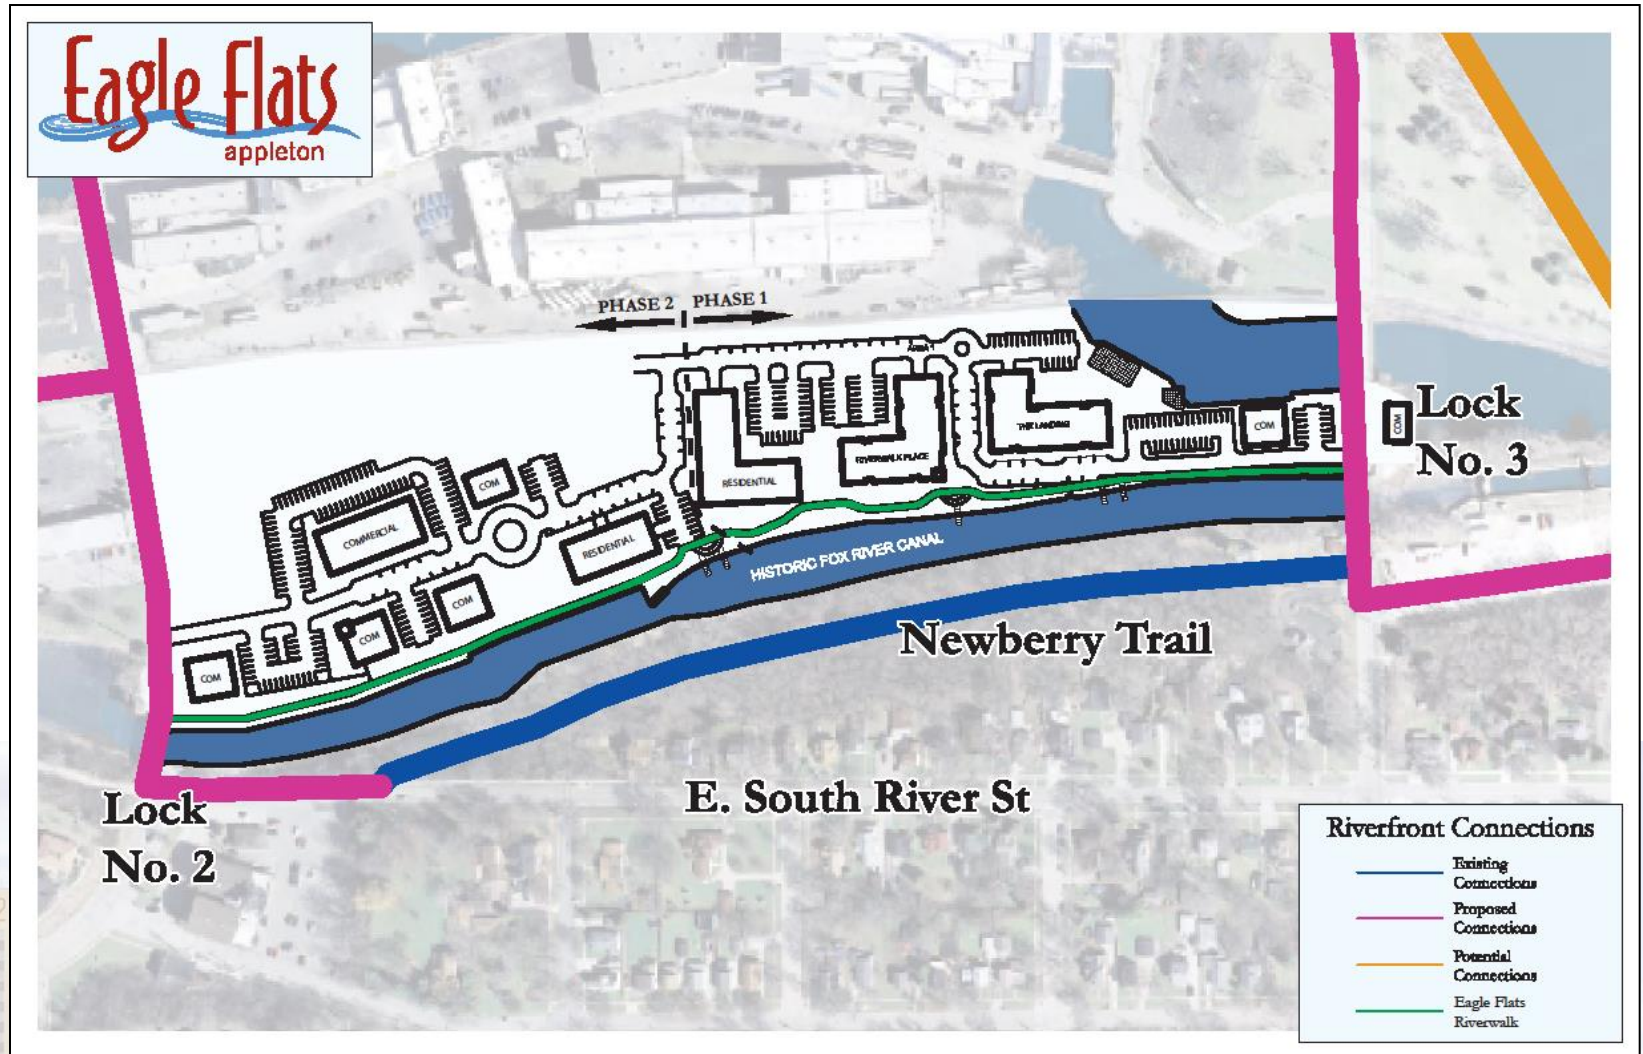 Eagle Flats
appleton
PHASE 2
PHASE 1
Lock
No. 3
COM
COM
THE LANDING
RIVERWALK PLACE
RESIDENTIAL
COM
COMMERCIAL
RESIDENTIAL
HISTORIC FOX RIVER CANAL
COM
COM
COM
Newberry Trail
E. South River St
Lock
No. 2
Riverfront Connections
Existing
Connections
Proposed
Connections
Potential
Connections
Eagle Flats
Riverwalk